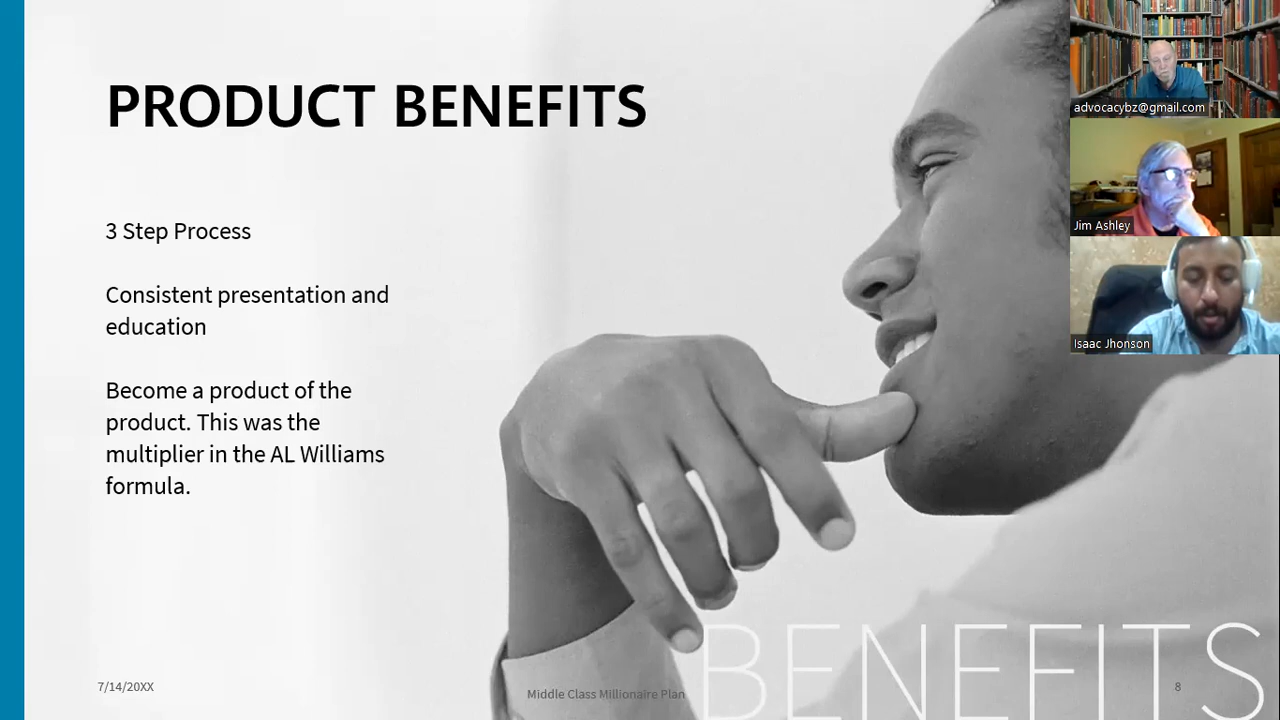 PRODUCT BENEFITS
3 Step Process
Consistent presentation and
education
Become a product of the
product. This was the
multiplier in the AL Williams
formula.
BENEFITS
7/14/20XX
Middle Class Millionaire Plan
8
advocacybz@gmail.com
Jim Ashley
Isaac Jhonson